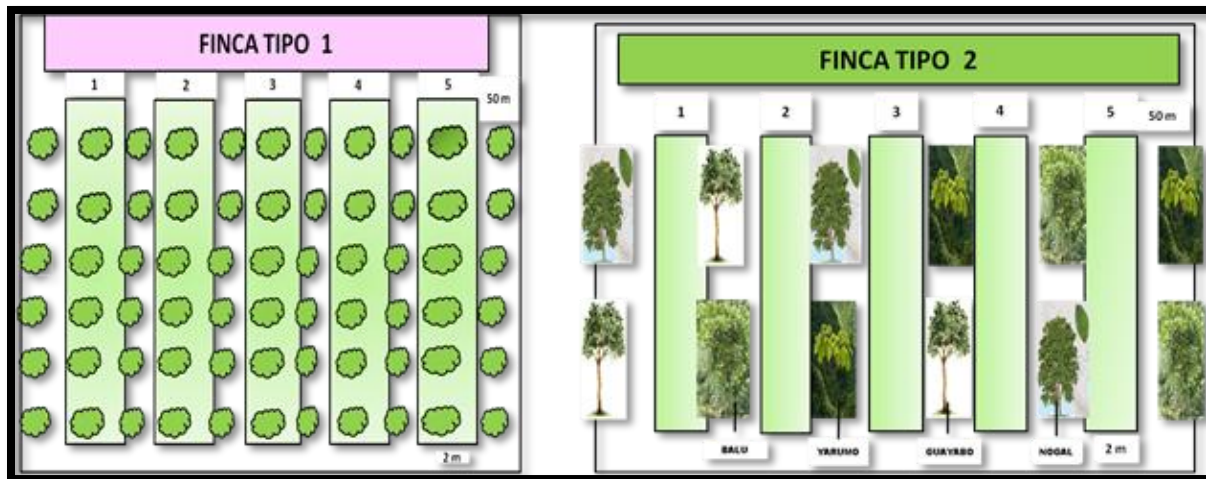 FINCA TIPO 1
1 2 3 4 5
50 m
2 m
FINCA TIPO 2
1 2 3 4 5
50 m
BALU YARUMO GUAYABO NOGAL 2 m